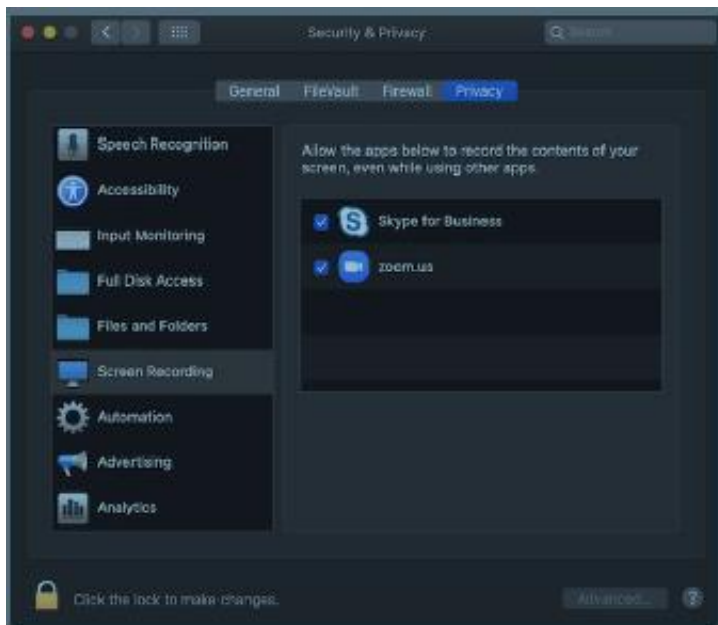 Security & Privacy
Search
General FileVault Firewall Privacy
Speech Recognition
Accessibility
Input Monitoring
Full Disk Access
Files and Folders
Screen Recording
Automation
Advertising
Analytics
Allow the apps below to record the contents of your
screen, even while using other apps.
Skype for Business
zoom.us
Click the lock to make changes.
Advanced...
?